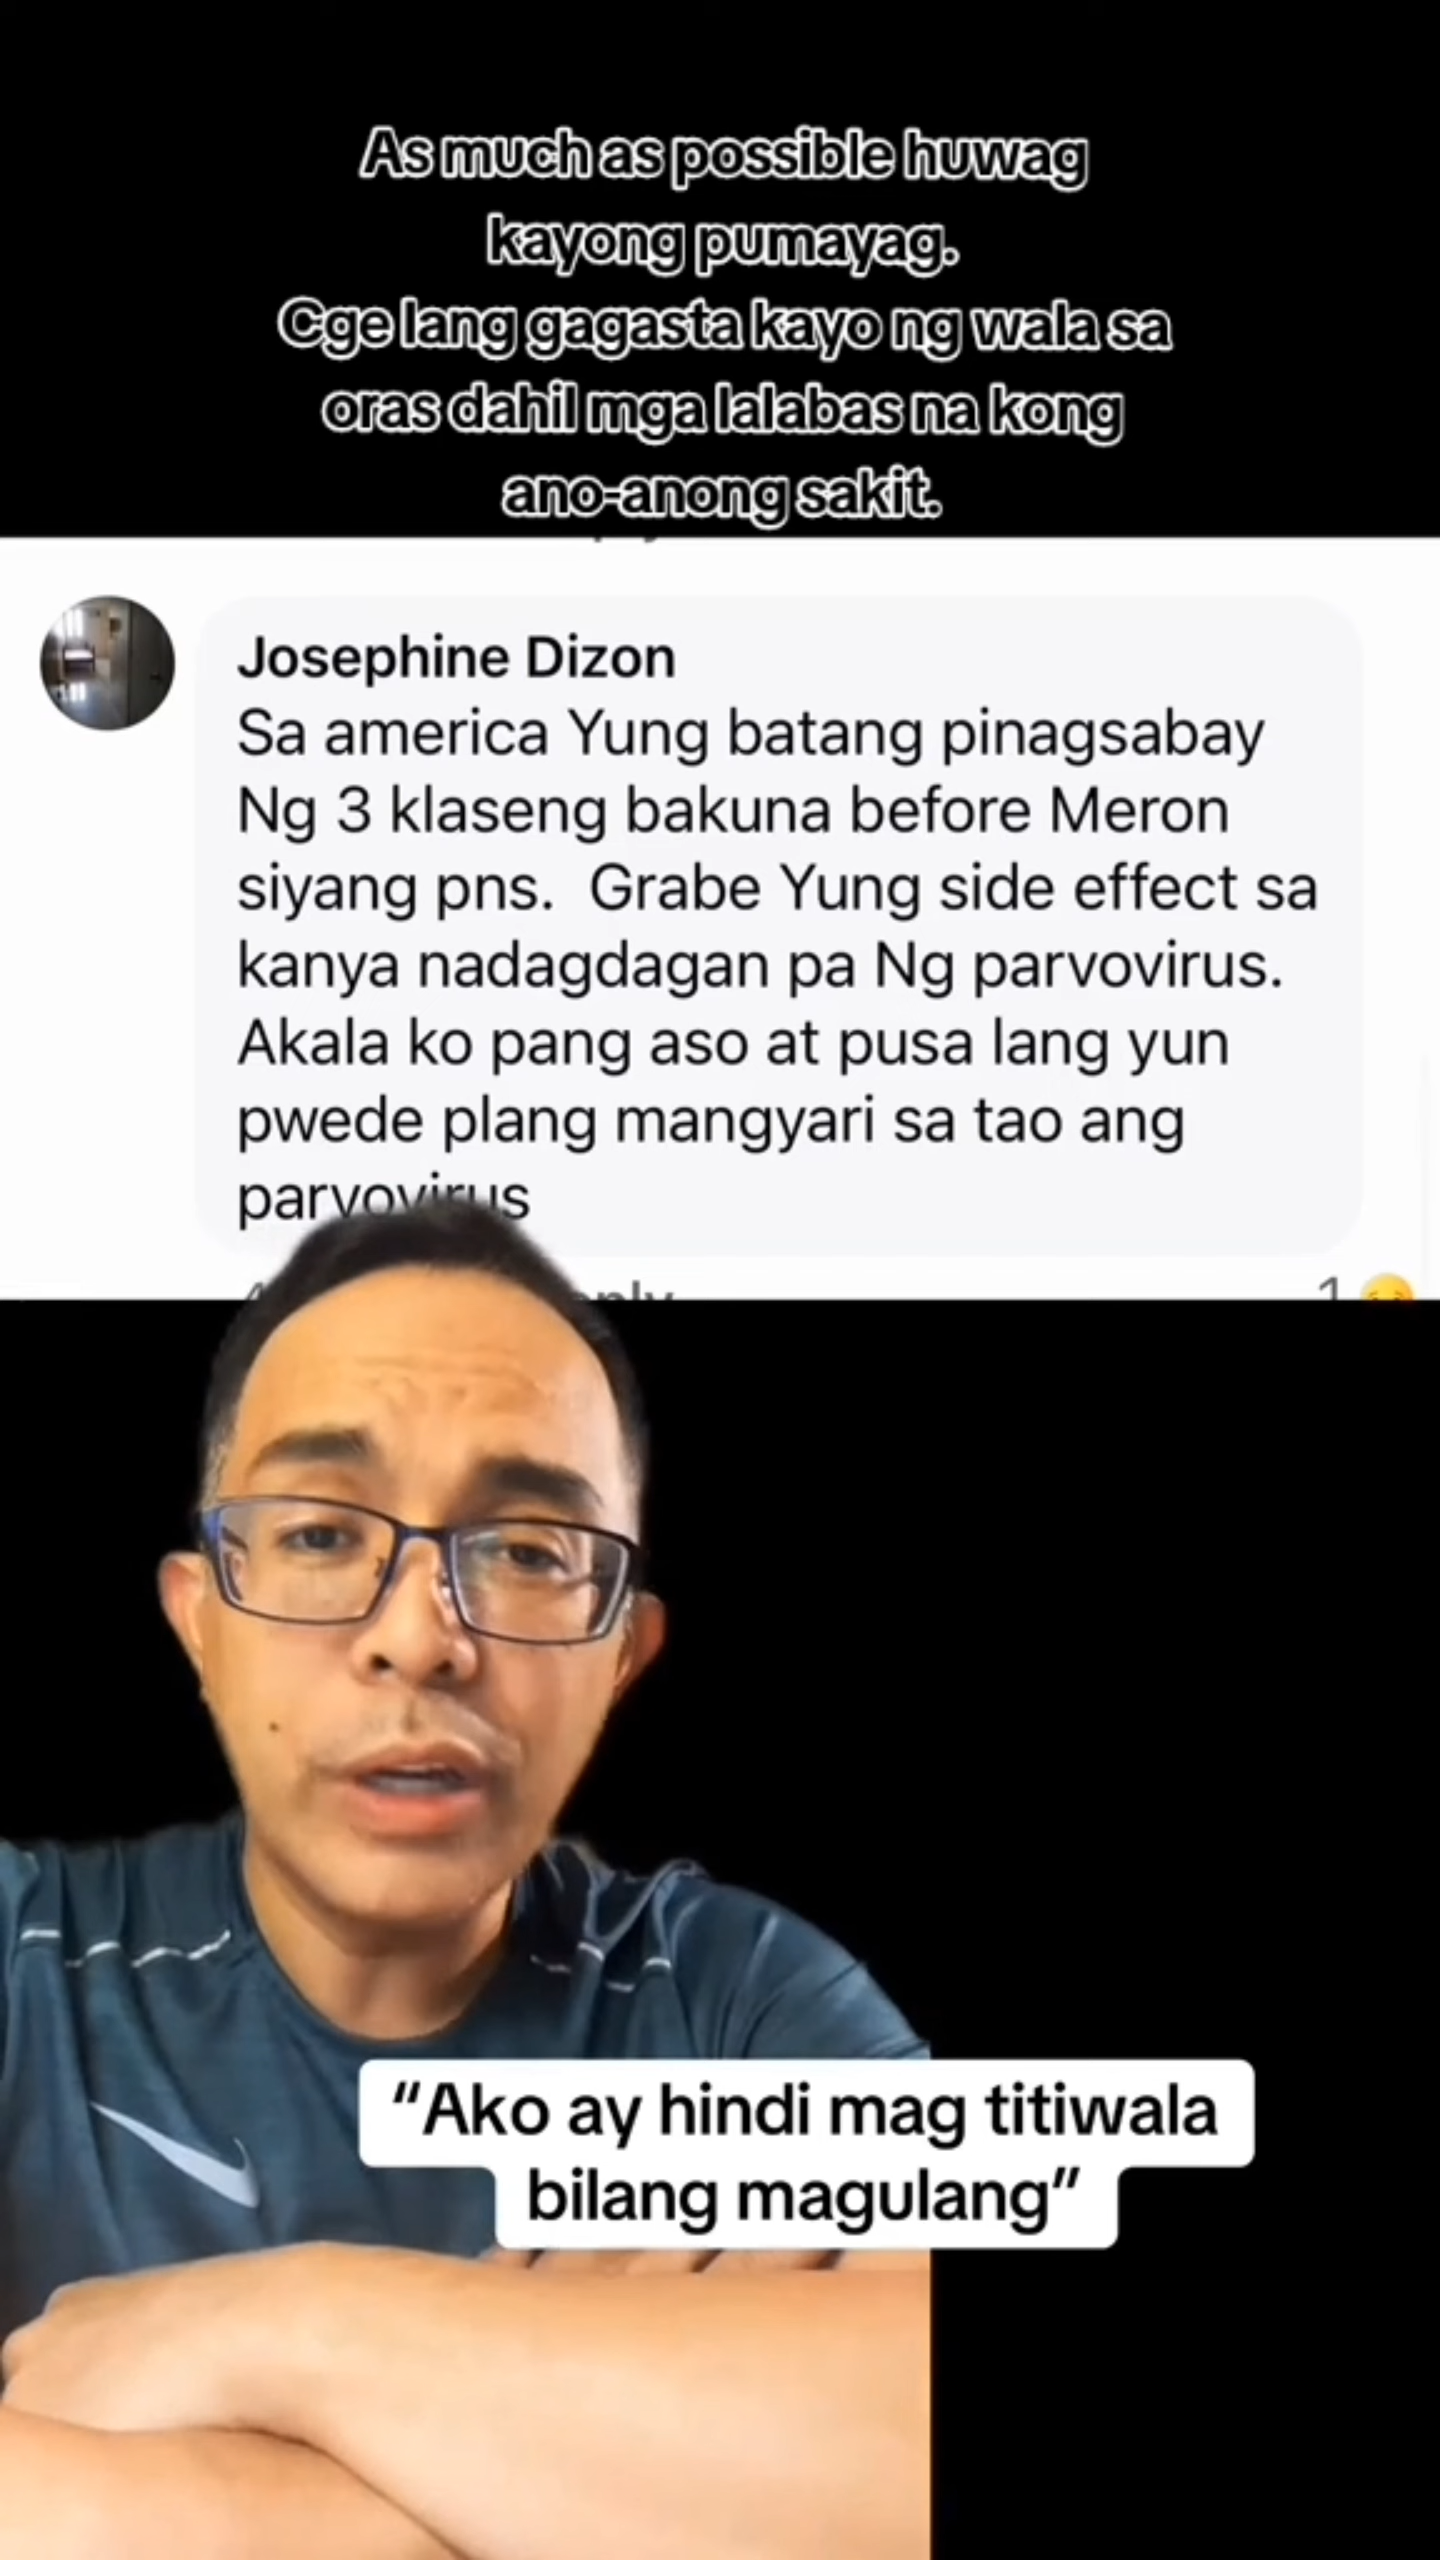 As much as possible huwag
kayong pumayag.
Cge lang gagasta kayo ng wala sa
oras dahil mga lalabas na kong
ano-anong sakit.
Josephine Dizon
Sa america Yung batang pinagsabay
Ng 3 klaseng bakuna before Meron
siyang pns.  Grabe Yung side effect sa
kanya nadagdagan pa Ng parvovirus.
Akala ko pang aso at pusa lang yun
pwede plang mangyari sa tao ang
parvovirus
1
“Ako ay hindi mag titiwala
bilang magulang”